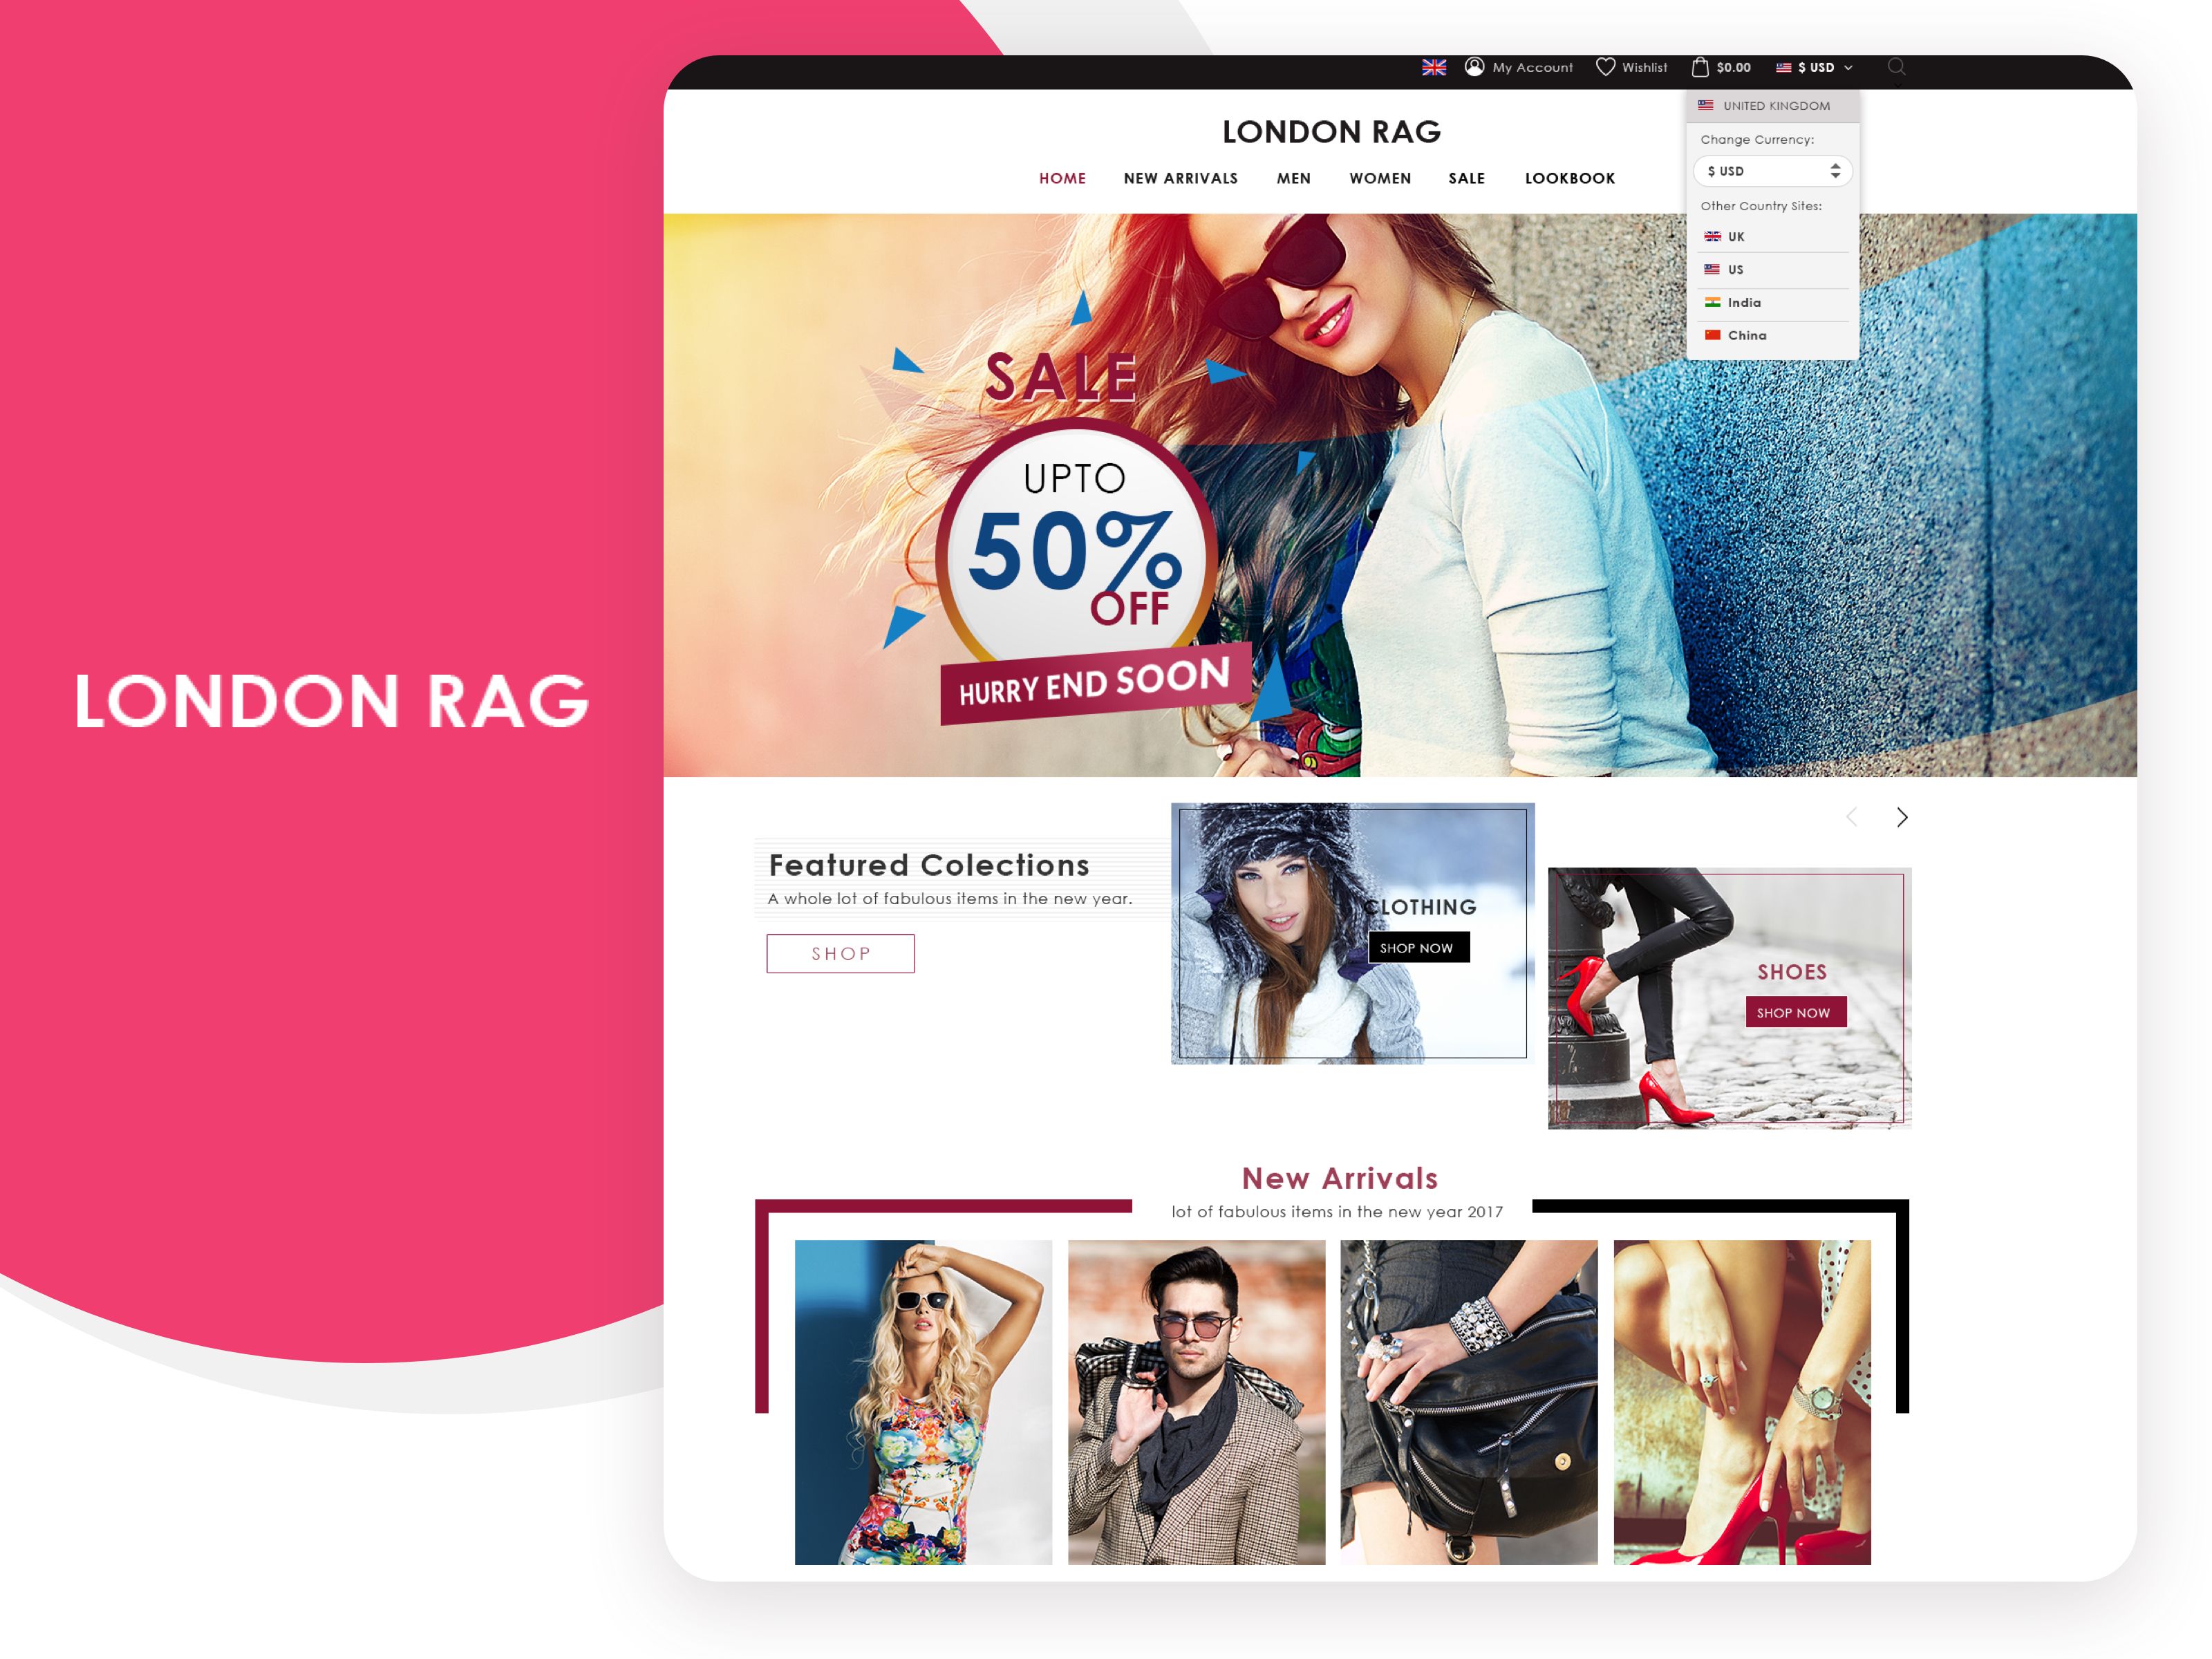 LONDON RAG
My Account
Wishlist
$0.00
$ USD
UNITED KINGDOM
Change Currency:
$ USD
Other Country Sites:
UK
US
India
China
LONDON RAG
HOME
NEW ARRIVALS
MEN
WOMEN
SALE
LOOKBOOK
SALE
UPTO
50%
OFF
HURRY END SOON
Featured Colections
A whole lot of fabulous items in the new year.
SHOP
CLOTHING
SHOP NOW
SHOES
SHOP NOW
New Arrivals
lot of fabulous items in the new year 2017